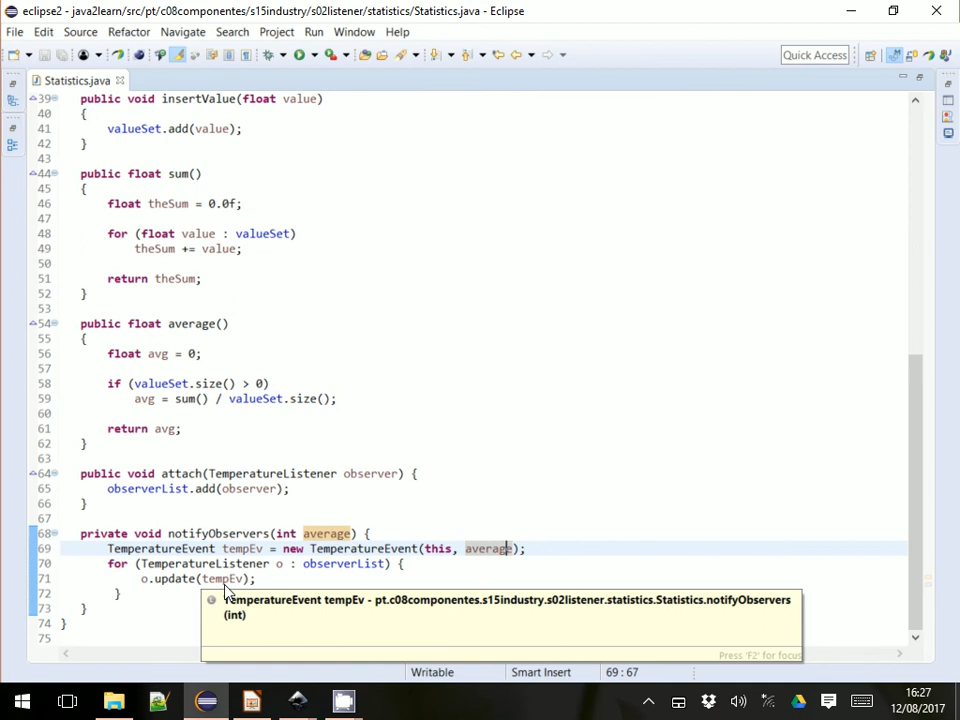 eclipse2 - java2learn/src/pt/c08componentes/s15industry/s02listener/statistics/Statistics.java - Eclipse
File Edit Source Refactor Navigate Search Project Run Window Help
Quick Access
Statistics.java
39 public void insertValue(float value)
40 {
41 valueSet.add(value);
42 }
43
44 public float sum()
45 {
46 float theSum = 0.0f;
47
48 for (float value : valueSet)
49 theSum += value;
50
51 return theSum;
52 }
53
54 public float average()
55 {
56 float avg = 0;
57
58 if (valueSet.size() > 0)
59 avg = sum() / valueSet.size();
60
61 return avg;
62 }
63
64 public void attach(TemperatureListener observer) {
65 observerList.add(observer);
66 }
67
68 private void notifyObservers(int average) {
69 TemperatureEvent tempEv = new TemperatureEvent(this, average);
70 for (TemperatureListener o : observerList) {
71 o.update(tempEv);
72 }
73 }
74 }
75
TemperatureEvent tempEv - pt.c08componentes.s15industry.s02listener.statistics.Statistics.notifyObservers
(int)
Press 'F2' for focus
Writable Smart Insert 69 : 67
16:27
12/08/2017